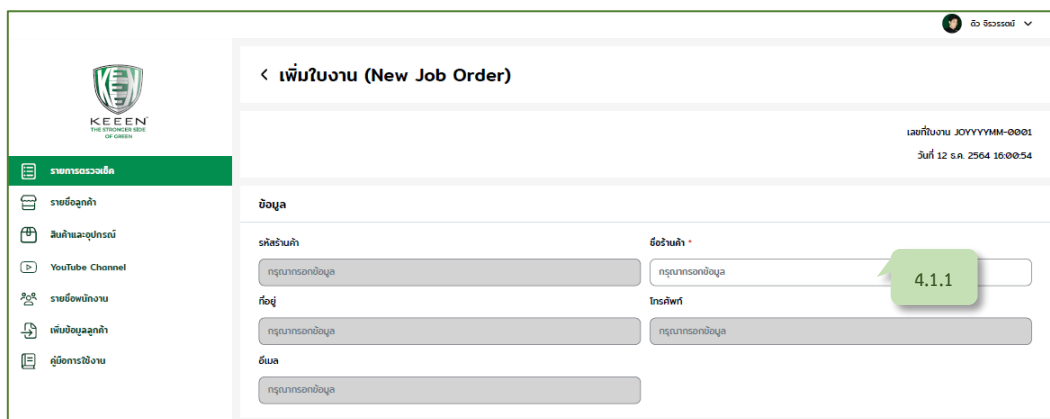 ดิว จิรวรรตน์
KEEEN
THE STRONGER SIDE
OF GREEN
< เพิ่มใบงาน (New Job Order)
เลขที่ใบงาน JOYYYYMM-0001
วันที่ 12 ธ.ค. 2564 16:00:54
รายการตรวจเช็ค
รายชื่อลูกค้า
สินค้าและอุปกรณ์
YouTube Channel
รายชื่อพนักงาน
เพิ่มข้อมูลลูกค้า
คู่มือการใช้งาน
ข้อมูล
รหัสร้านค้า
กรุณากรอกข้อมูล
ชื่อร้านค้า *
กรุณากรอกข้อมูล
4.1.1
ที่อยู่
กรุณากรอกข้อมูล
โทรศัพท์
กรุณากรอกข้อมูล
อีเมล
กรุณากรอกข้อมูล